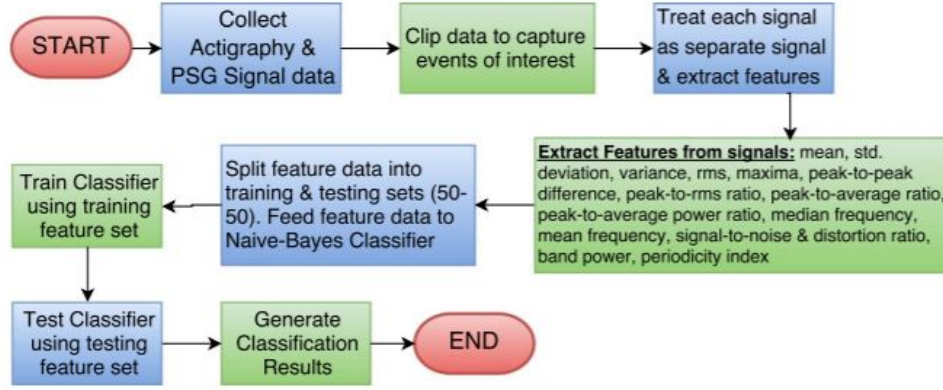 START
Collect
Actigraphy &
PSG Signal data
Clip data to capture
events of interest
Treat each signal
as separate signal
& extract features
Extract Features from signals: mean, std.
deviation, variance, rms, maxima, peak-to-peak
difference, peak-to-rms ratio, peak-to-average ratio,
peak-to-average power ratio, median frequency,
mean frequency, signal-to-noise & distortion ratio,
band power, periodicity index
Split feature data into
training & testing sets (50-
50). Feed feature data to
Naive-Bayes Classifier
Train Classifier
using training
feature set
Test Classifier
using testing
feature set
Generate
Classification
Results
END